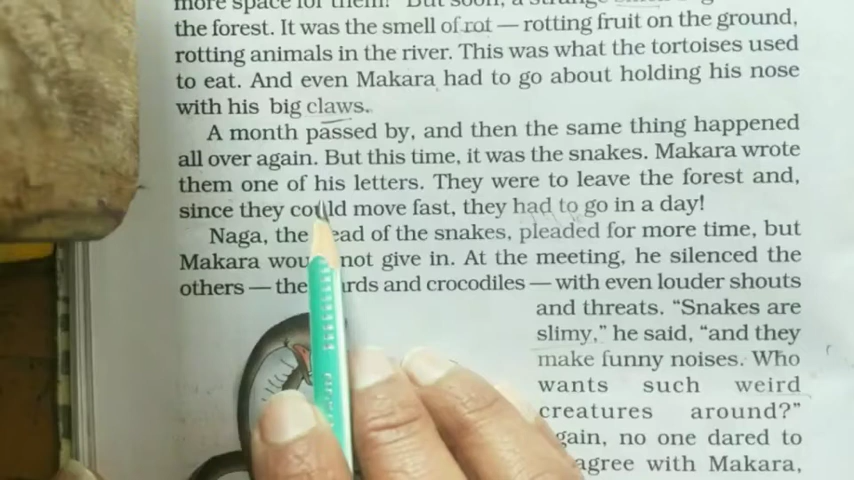 more space for them? But soon, a strange
the forest. It was the smell of rot — rotting fruit on the ground,
rotting animals in the river. This was what the tortoises used
to eat. And even Makara had to go about holding his nose
with his big claws.
A month passed by, and then the same thing happened
all over again. But this time, it was the snakes. Makara wrote
them one of his letters. They were to leave the forest and,
since they could move fast, they had to go in a day!
Naga, the ead of the snakes, pleaded for more time, but
Makara wou not give in. At the meeting, he silenced the
others — the rds and crocodiles — with even louder shouts
and threats. “Snakes are
slimy,” he said, “and they
make funny noises. Who
wants such weird
creatures around?”
gain, no one dared to
agree with Makara,